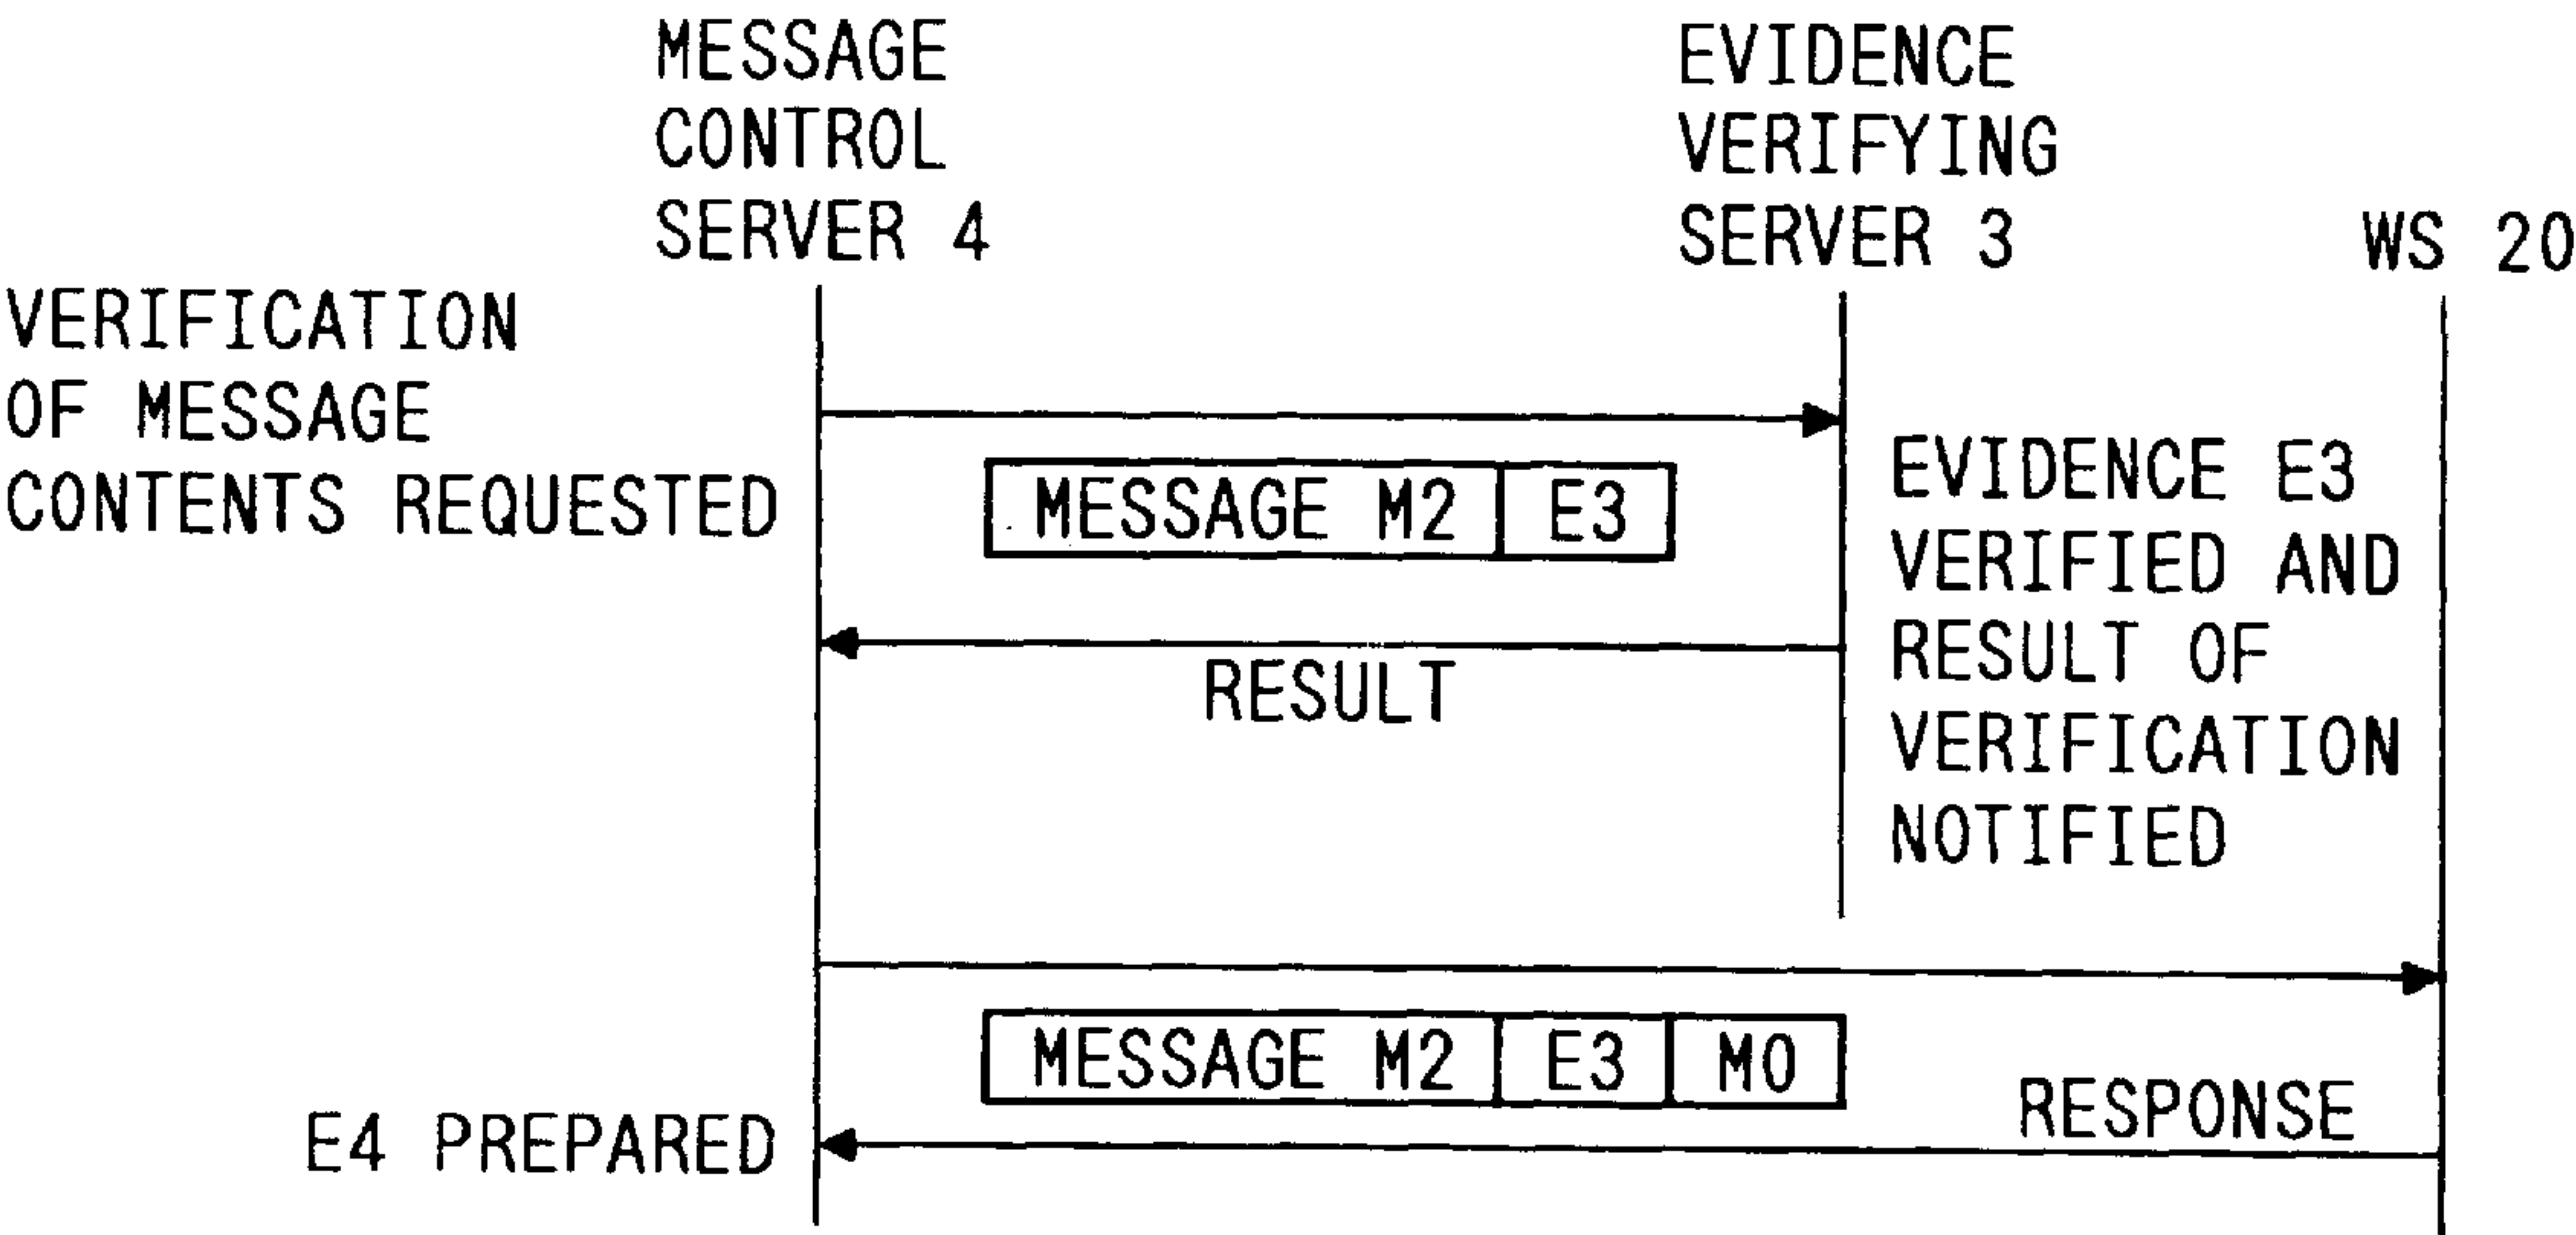 MESSAGE
CONTROL
SERVER 4
EVIDENCE
VERIFYING
SERVER 3
WS 20
VERIFICATION
OF MESSAGE
CONTENTS REQUESTED
MESSAGE M2 E3
EVIDENCE E3
VERIFIED AND
RESULT OF
VERIFICATION
NOTIFIED
RESULT
MESSAGE M2 E3 M0
RESPONSE
E4 PREPARED